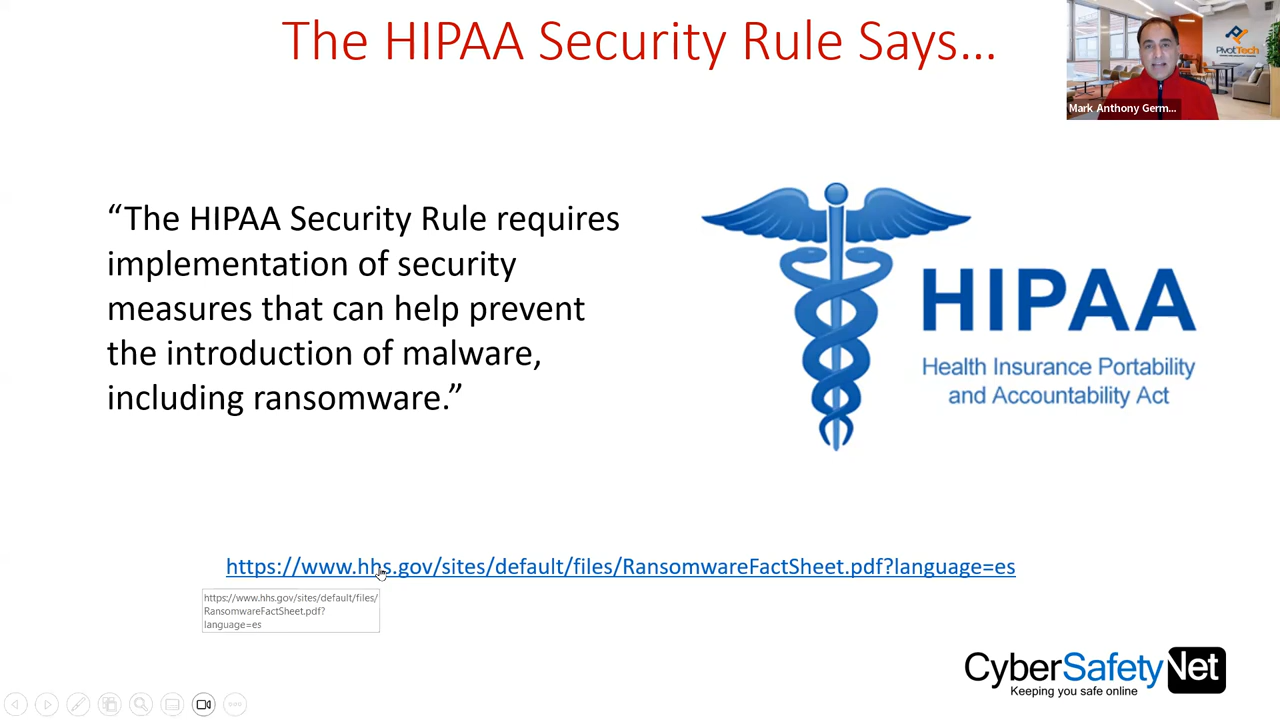 The HIPAA Security Rule Says...
PivotTech
Mark Anthony Germ...
“The HIPAA Security Rule requires
implementation of security
measures that can help prevent
the introduction of malware,
including ransomware.”
HIPAA
Health Insurance Portability
and Accountability Act
https://www.hhs.gov/sites/default/files/RansomwareFactSheet.pdf?language=es
https://www.hhs.gov/sites/default/files/
RansomwareFactSheet.pdf?
language=es
CyberSafetyNet
Keeping you safe online